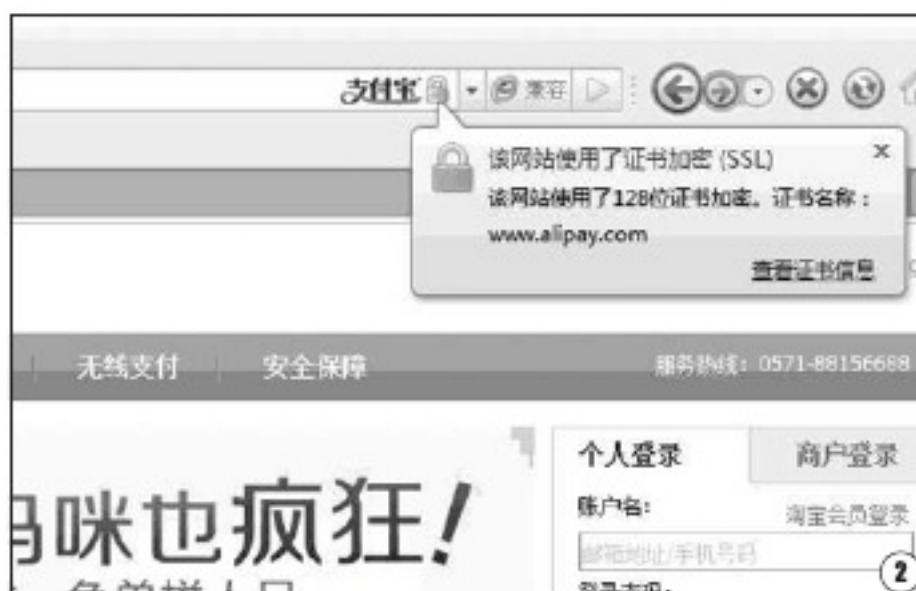 支付宝 兼容
该网站使用了证书加密 (SSL)
该网站使用了128位证书加密。证书名称：
www.alipay.com
查看证书信息
无线支付 安全保障 服务热线：0571-88156688
个人登录 商户登录
账户名： 淘宝会员登录
邮箱地址/手机号码
妈咪也疯狂！
2